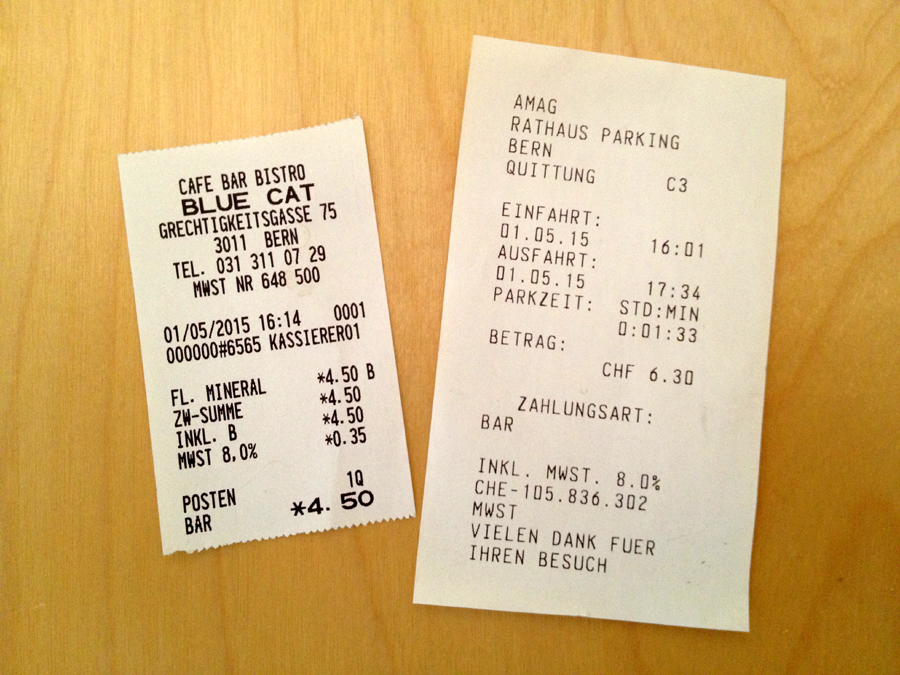 CAFE BAR BISTRO
BLUE CAT
GRECHTIGKEITSGASSE 75
3011 BERN
TEL. 031 311 07 29
MWST NR 648 500
01/05/2015 16:14 0001
000000#6565 KASSIERER01
FL. MINERAL *4.50 B
ZW-SUMME *4.50
INKL. B *4.50
MWST 8,0% *0.35
POSTEN 1Q
BAR *4.50
AMAG
RATHAUS PARKING
BERN
QUITTUNG C3
EINFAHRT:
01.05.15 16:01
AUSFAHRT:
01.05.15 17:34
PARKZEIT: STD:MIN
0:01:33
BETRAG:
CHF 6.30
ZAHLUNGSART:
BAR
INKL. MWST. 8.0%
CHE-105.836.302
MWST
VIELEN DANK FUER
IHREN BESUCH